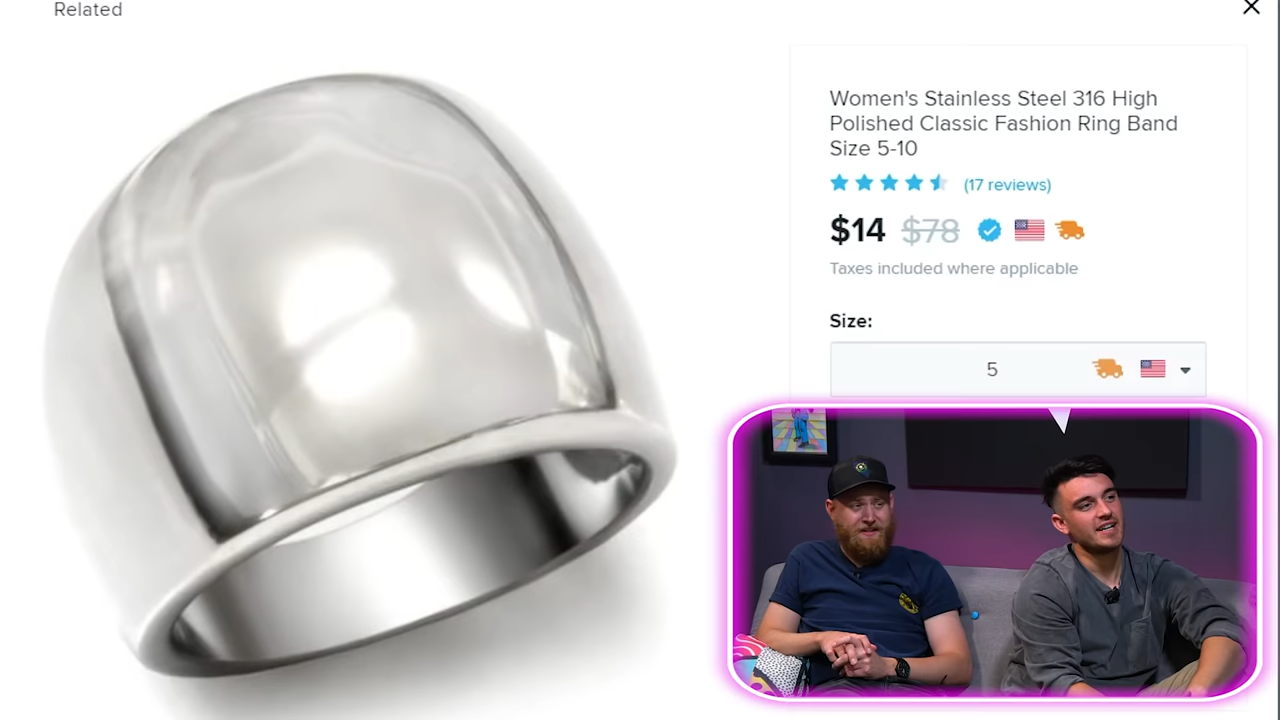 Related
Women's Stainless Steel 316 High
Polished Classic Fashion Ring Band
Size 5-10
(17 reviews)
$14 $78
Taxes included where applicable
Size:
5